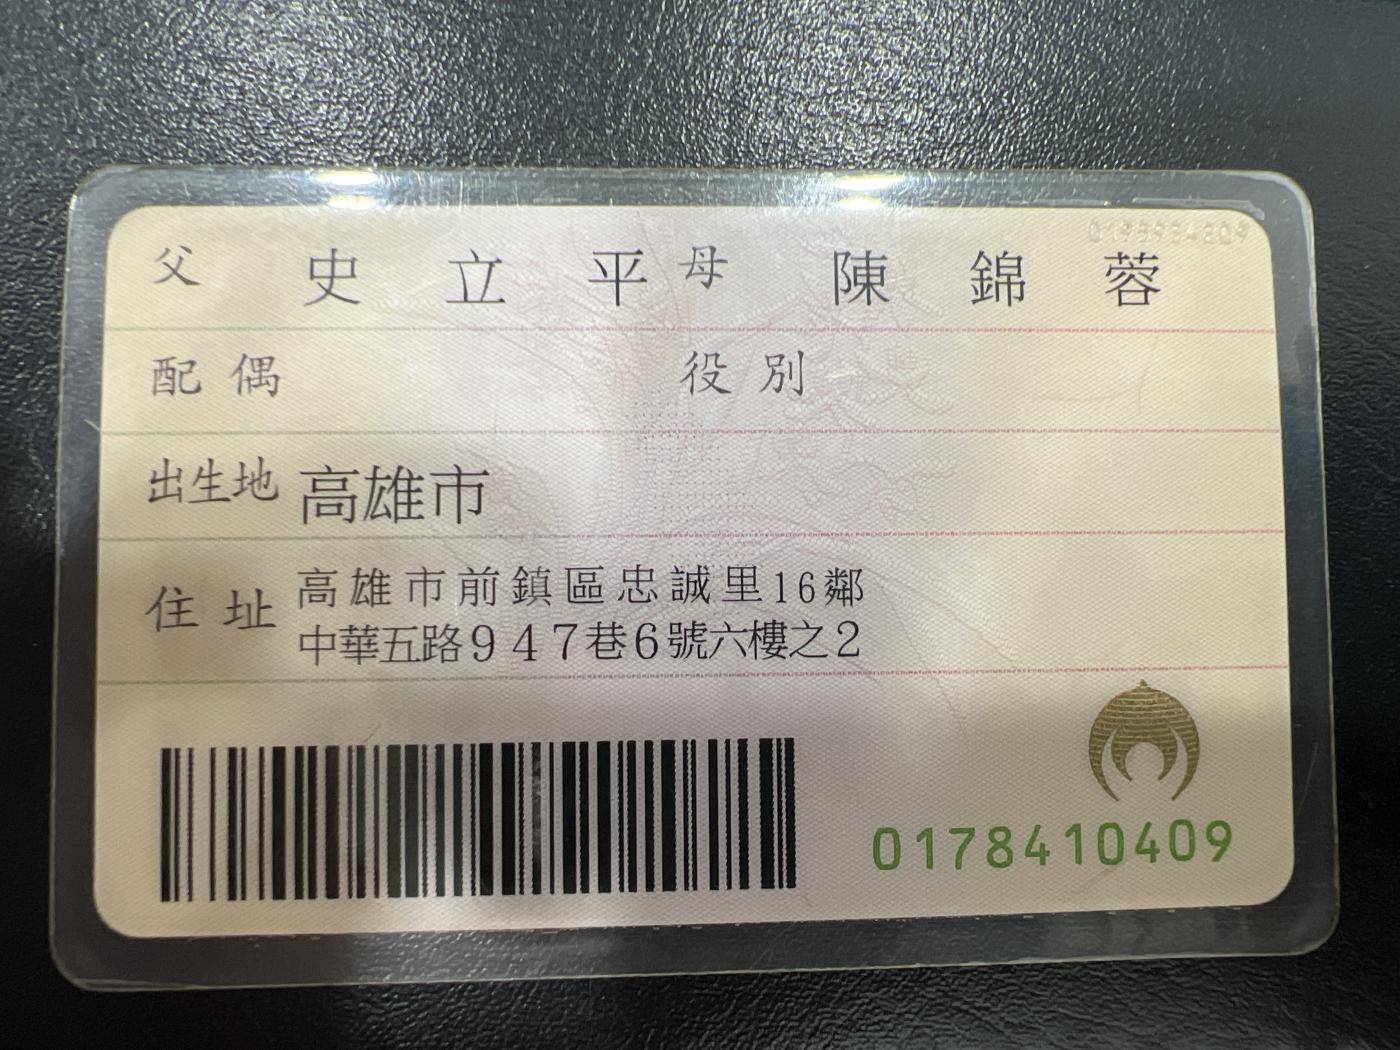 父 史立平 母 陳錦蓉
配偶 役別
出生地 高雄市
住址 高雄市前鎮區忠誠里16鄰
中華五路947巷6號六樓之2
0178410409